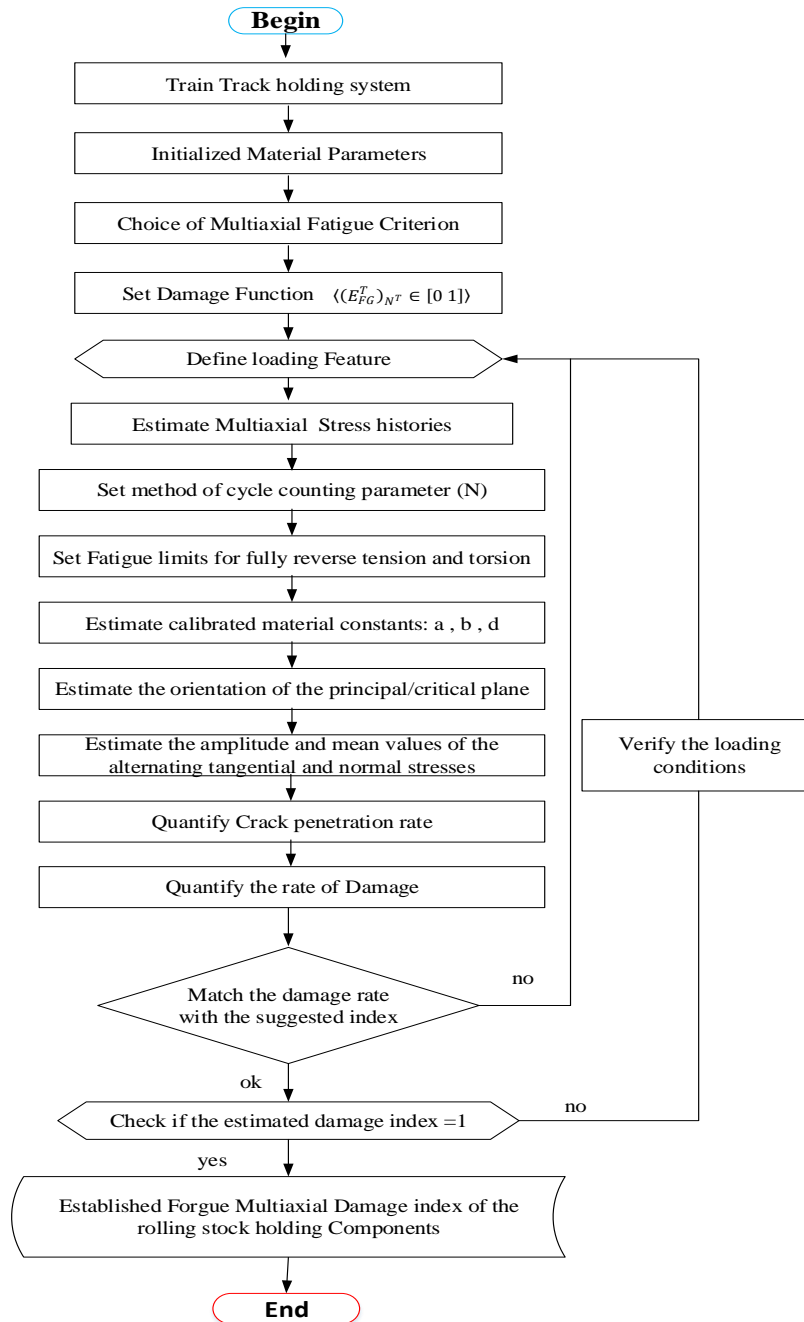 Begin
Train Track holding system
Initialized Material Parameters
Choice of Multiaxial Fatigue Criterion
Set Damage Function ⟨(E_{FG}^{T})_{N^{T}} ∈ [0 1]⟩
Define loading Feature
Estimate Multiaxial Stress histories
Set method of cycle counting parameter (N)
Set Fatigue limits for fully reverse tension and torsion
Estimate calibrated material constants: a , b , d
Estimate the orientation of the principal/critical plane
Estimate the amplitude and mean values of the
alternating tangential and normal stresses
Verify the loading
conditions
Quantify Crack penetration rate
Quantify the rate of Damage
Match the damage rate
with the suggested index
no
ok
Check if the estimated damage index =1
no
yes
Established Forgue Multiaxial Damage index of the
rolling stock holding Components
End